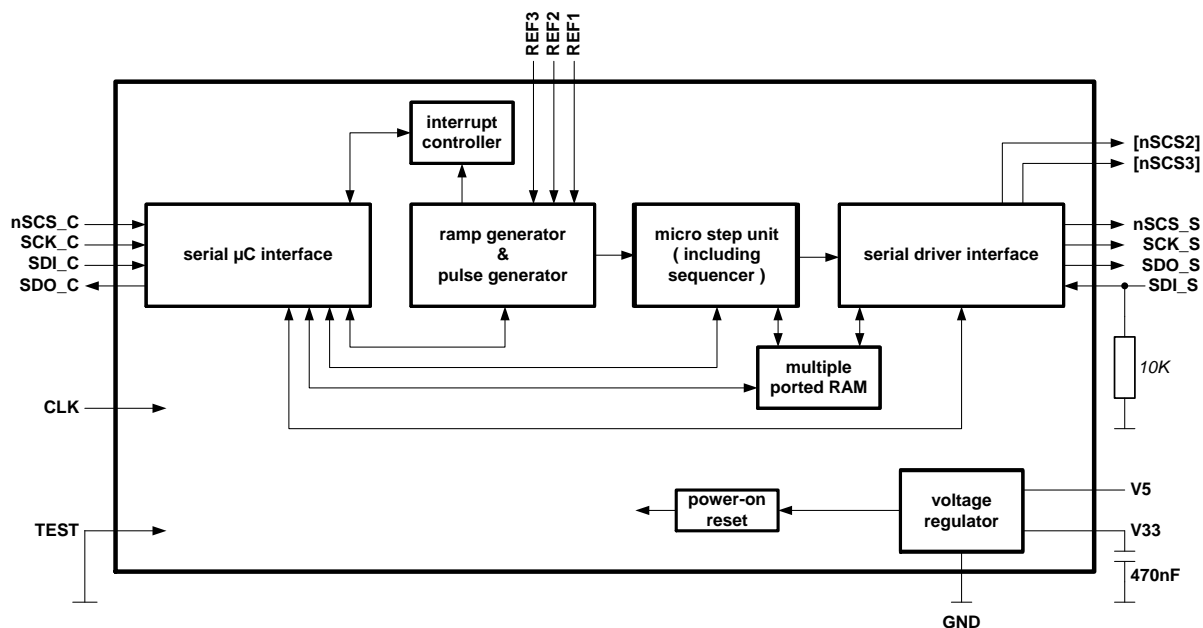 REF3
REF2
REF1
interrupt
controller
[nSCS2]
[nSCS3]
nSCS_C
SCK_C
SDI_C
SDO_C
serial µC interface
ramp generator
&
pulse generator
micro step unit
( including
sequencer )
serial driver interface
nSCS_S
SCK_S
SDO_S
SDI_S
multiple
ported RAM
10K
CLK
TEST
power-on
reset
voltage
regulator
V5
V33
470nF
GND